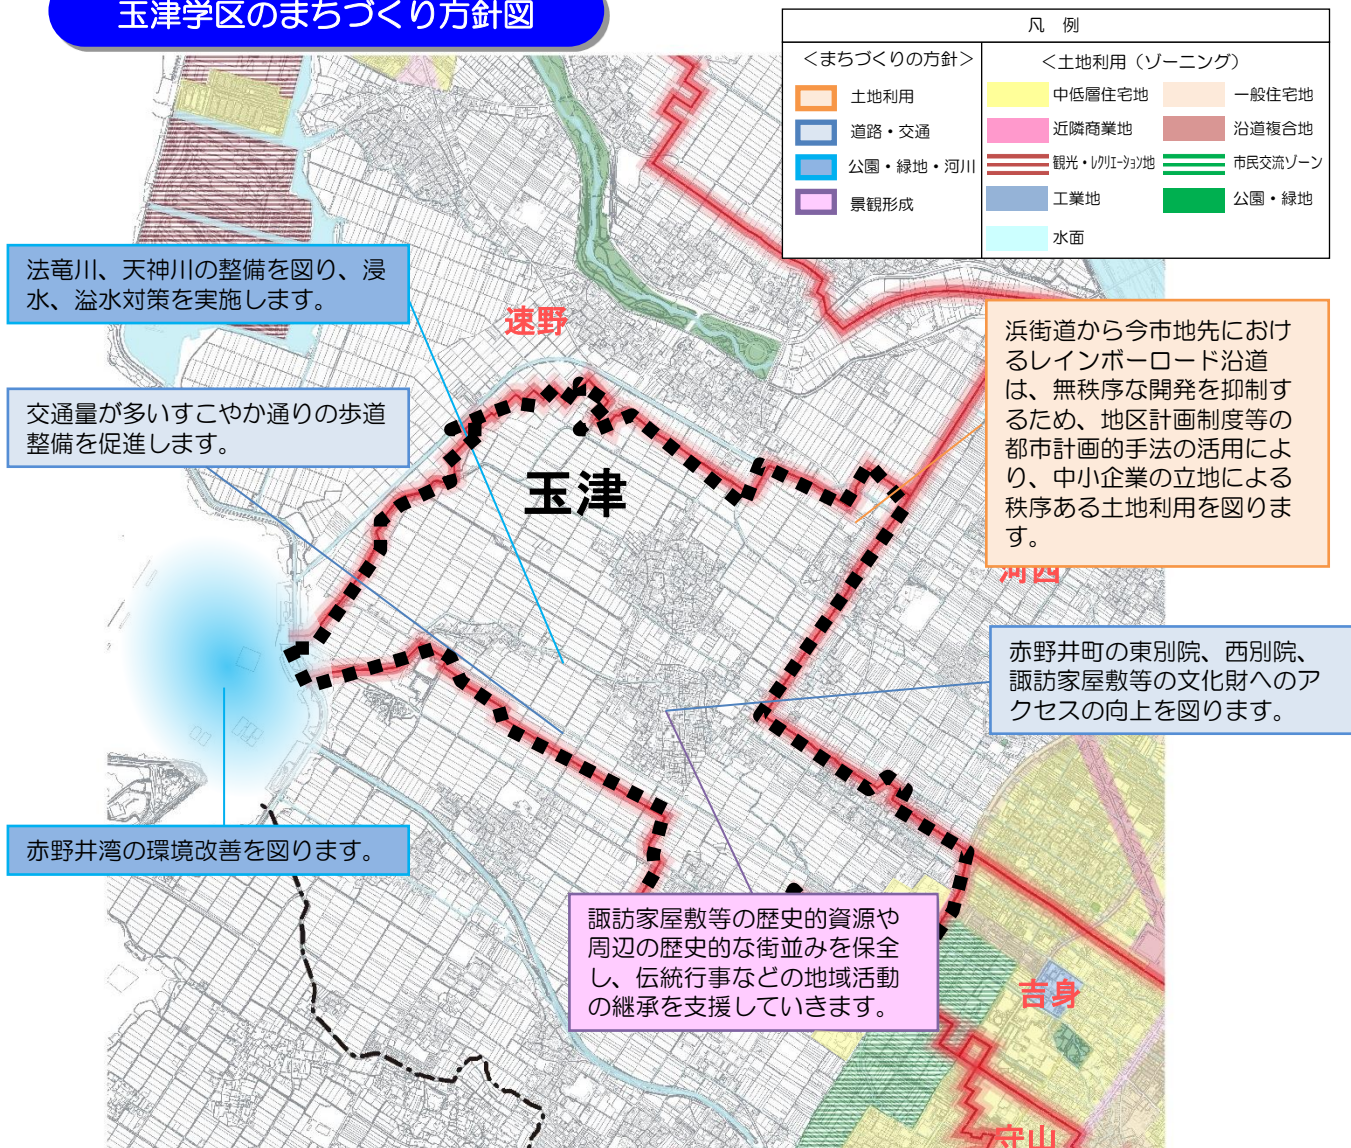 玉津学区のまちづくり方針図
凡 例
＜まちづくりの方針＞
土地利用
道路・交通
公園・緑地・河川
景観形成
＜土地利用（ゾーニング）
中低層住宅地
一般住宅地
近隣商業地
沿道複合地
観光・ﾚｸﾘｴｰｼｮﾝ地
市民交流ゾーン
工業地
公園・緑地
水面
法竜川、天神川の整備を図り、浸
水、溢水対策を実施します。
速野
浜街道から今市地先におけ
るレインボーロード沿道
は、無秩序な開発を抑制す
るため、地区計画制度等の
都市計画的手法の活用によ
り、中小企業の立地による
秩序ある土地利用を図りま
す。
交通量が多いすこやか通りの歩道
整備を促進します。
玉津
河西
赤野井町の東別院、西別院、
諏訪家屋敷等の文化財へのア
クセスの向上を図ります。
赤野井湾の環境改善を図ります。
諏訪家屋敷等の歴史的資源や
周辺の歴史的な街並みを保全
し、伝統行事などの地域活動
の継承を支援していきます。
吉身
守山